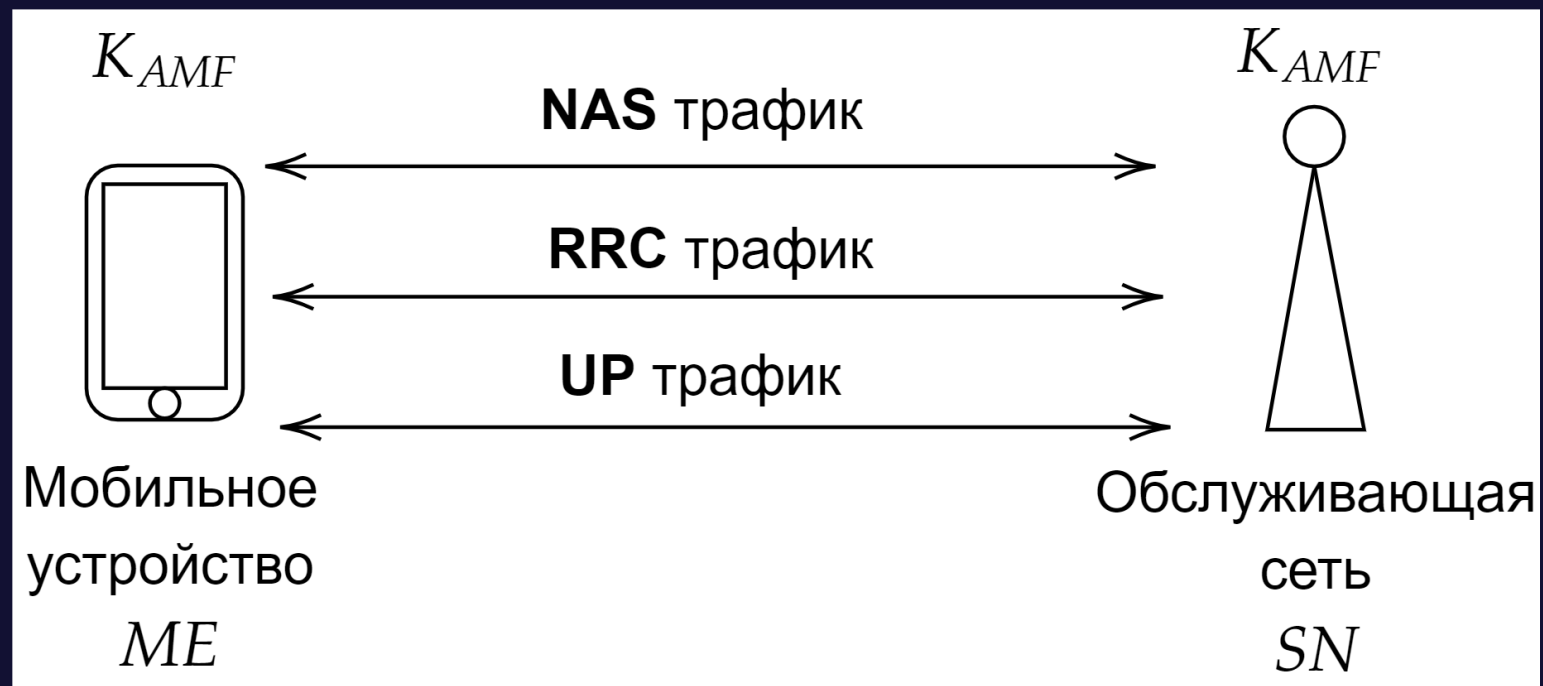 K_AMF
K_AMF
NAS трафик
RRC трафик
UP трафик
Мобильное
устройство
ME
Обслуживающая
сеть
SN